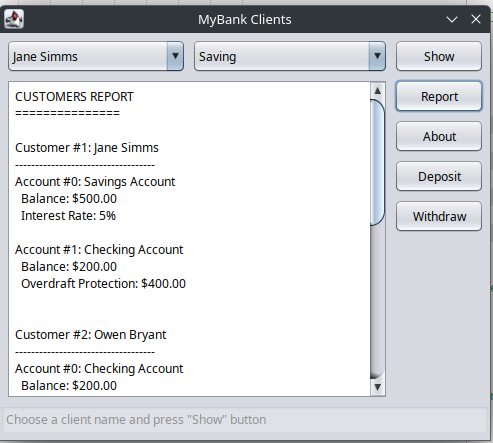 MyBank Clients
Jane Simms
Saving
Show
CUSTOMERS REPORT
===============
Customer #1: Jane Simms
-----------------------------------
Account #0: Savings Account
Balance: $500.00
Interest Rate: 5%
Account #1: Checking Account
Balance: $200.00
Overdraft Protection: $400.00
Customer #2: Owen Bryant
-----------------------------------
Account #0: Checking Account
Balance: $200.00
Report
About
Deposit
Withdraw
Choose a client name and press "Show" button